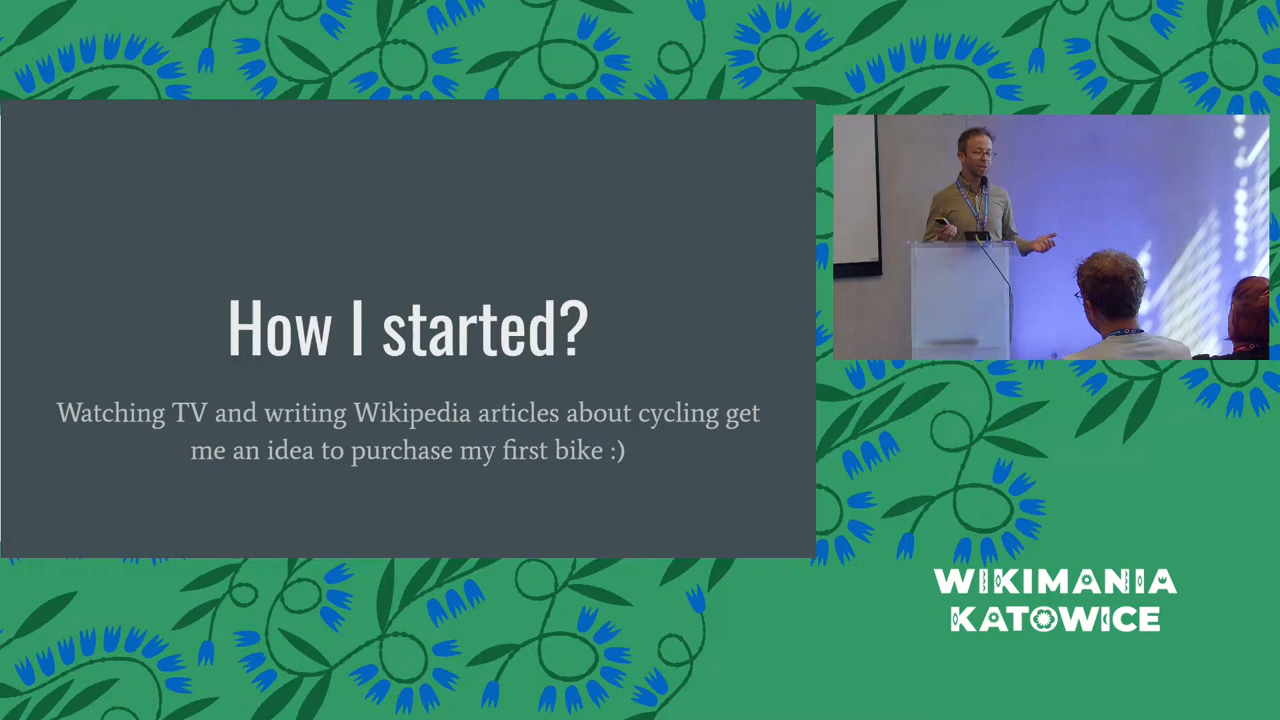 How I started?
Watching TV and writing Wikipedia articles about cycling get
me an idea to purchase my first bike :)
WIKIMANIA
KATOWICE